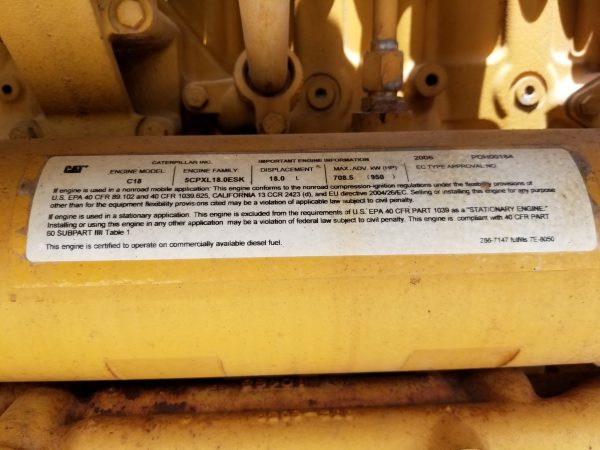 CAT
CATERPILLAR INC. IMPORTANT ENGINE INFORMATION 2006 PDH00184
ENGINE MODEL ENGINE FAMILY DISPLACEMENT MAX. ADV. kW (HP) EC TYPE APPROVAL NO.
C18 5CPXL18.0ESK 18.0 L 708.5 (950)
If engine is used in a nonroad mobile application: This engine conforms to the nonroad compression-ignition regulations under the flexibility provisions of
U.S. EPA 40 CFR 89.102 and 40 CFR 1039.625, CALIFORNIA 13 CCR 2423 (d), and EU directive 2004/26/EC. Selling or installing this engine for any purpose
other than for the equipment flexibility provisions cited may be a violation of applicable law subject to civil penalty.
If engine is used in a stationary application: This engine is excluded from the requirements of U.S. EPA 40 CFR PART 1039 as a "STATIONARY ENGINE."
Installing or using this engine in any other application may be a violation of federal law subject to civil penalty. This engine is compliant with 40 CFR PART
60 SUBPART IIII Table 1.
This engine is certified to operate on commercially available diesel fuel. 286-7147 fulfills 7E-8050